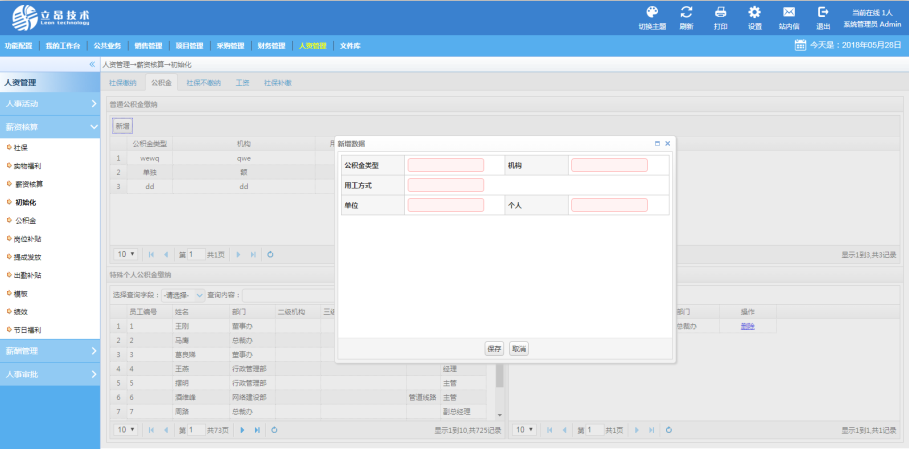 立昂技术
Leon technology
切换主题 刷新 打印 设置 站内信 退出
当前在线 1人
系统管理员 Admin
功能配置 我的工作台 公共业务 销售管理 项目管理 采购管理 财务管理 人资管理 文件库
今天是:2018年05月28日
人资管理→薪资核算→初始化
人资管理
社保缴纳 公积金 社保不缴纳 工资 社保补缴
人事活动
普通公积金缴纳
薪资核算
新增
公积金类型 机构 用
1 wewq qwe
2 单独
3 dd dd
社保
实物福利
薪资核算
初始化
公积金
岗位补贴
提成发放
出勤补贴
模板
绩效
节日福利
薪酬管理
人事审批
新增数据
公积金类型 机构
用工方式
单位 个人
保存 取消
10 第 1 共1页
显示1到3,共3记录
特殊个人公积金缴纳
选择查询字段: -请选择- 查询内容:
员工编号 姓名 部门 二级机构 三级
1 1 王刚 董事办
2 2 马鹰 总裁办
3 3 董事办
4 4 王燕 行政管理部 经理
5 5 行政管理部 主管
6 6 网络建设部 管道线路 主管
7 7 周路 总裁办 副总经理
10 第 1 共73页
显示1到10,共725记录
部门 操作
总裁办 删除
10 第 1 共1页
显示1到1,共1记录